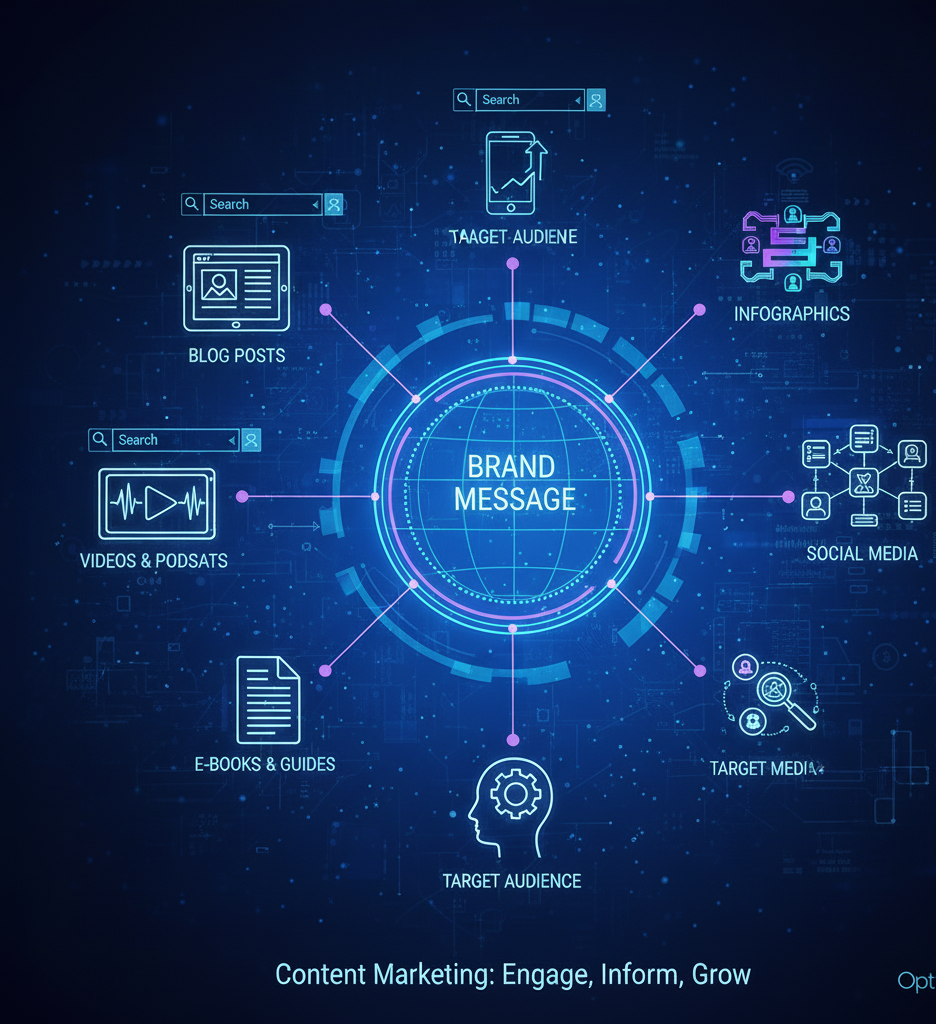 Search
TAAGET AUDIENE
Search
BLOG POSTS
INFOGRAPHICS
BRAND
MESSAGE
Search
VIDEOS & PODSATS
SOCIAL MEDIA
E-BOOKS & GUIDES
TARGET MEDIA
TARGET AUDIENCE
Content Marketing: Engage, Inform, Grow
Opt